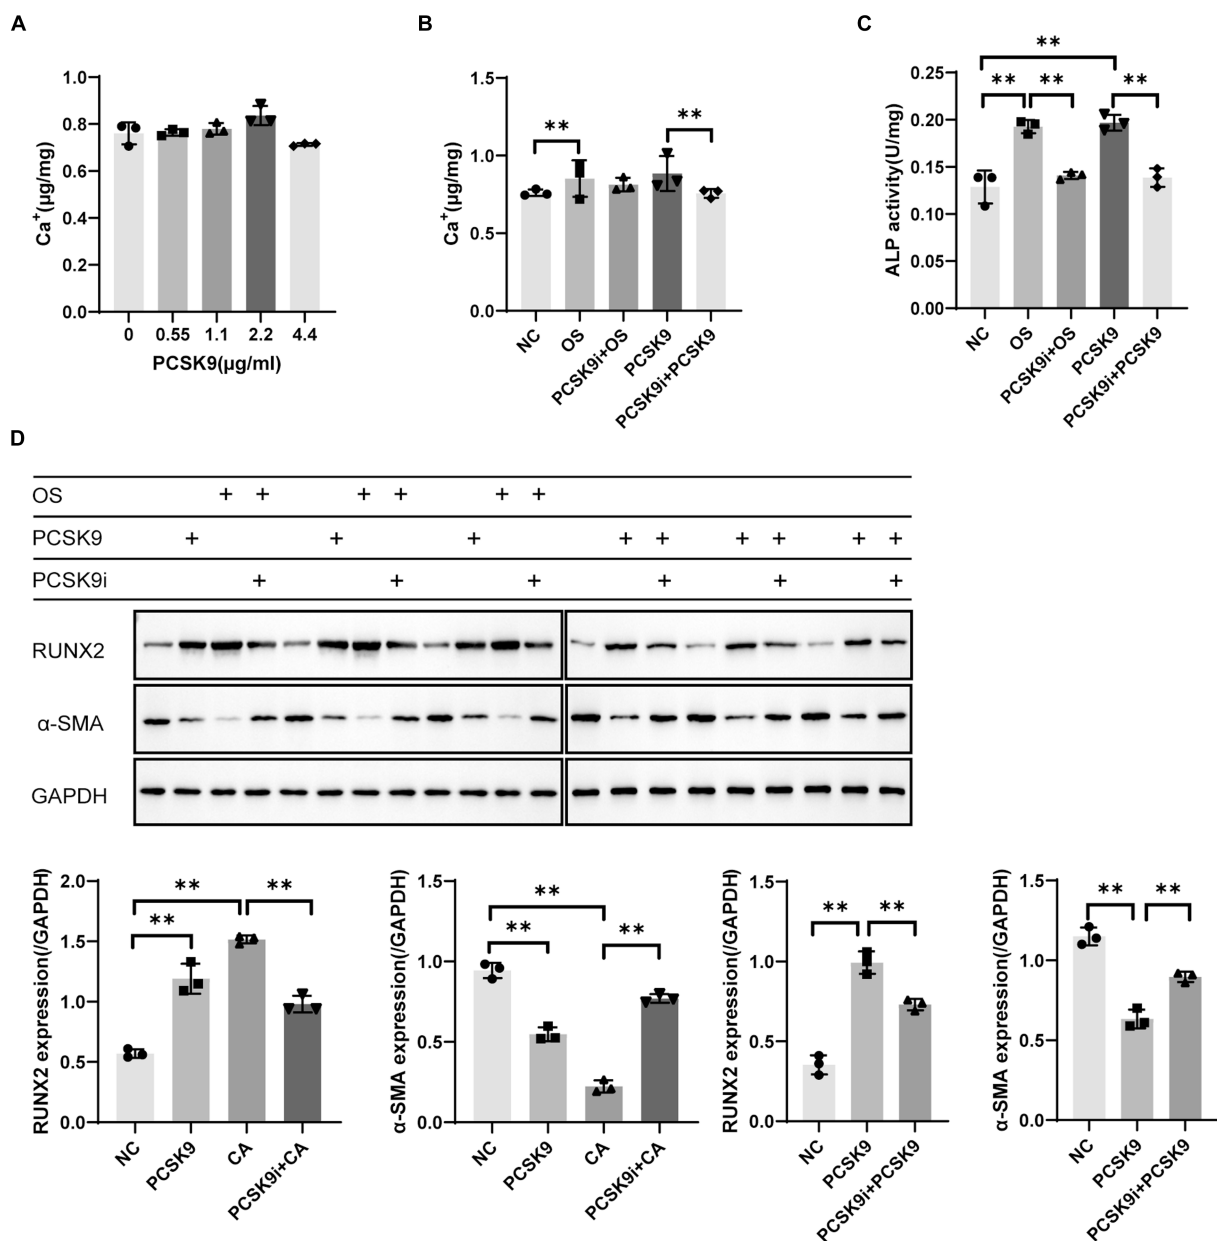 A
Ca+(μg/mg)
1.0
0.8
0.6
0.4
0.2
0.0
0 0.55 1.1 2.2 4.4
PCSK9(μg/ml)
B
Ca+(μg/mg)
1.5
1.0
0.5
0.0
** **
NC OS PCSK9i+OS PCSK9 PCSK9i+PCSK9
C
ALP activity(U/mg)
0.25
0.20
0.15
0.10
0.05
0.00
**
** ** **
NC OS PCSK9i+OS PCSK9 PCSK9i+PCSK9
D
OS + + + + + +
PCSK9 + + + + + + + + +
PCSK9i + + + + + +
RUNX2
α-SMA
GAPDH
RUNX2 expression(/GAPDH)
2.0
1.5
1.0
0.5
0.0
** **
**
NC PCSK9 CA PCSK9i+CA
α-SMA expression(/GAPDH)
1.5
1.0
0.5
0.0
**
** **
NC PCSK9 CA PCSK9i+CA
RUNX2 expression(/GAPDH)
1.5
1.0
0.5
0.0
** **
NC PCSK9 PCSK9i+PCSK9
α-SMA expression(/GAPDH)
1.5
1.0
0.5
0.0
** **
NC PCSK9 PCSK9i+PCSK9